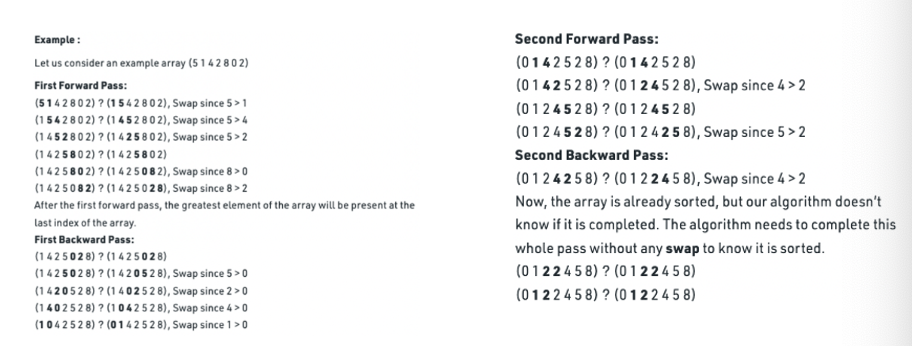 Example :
Let us consider an example array (5 1 4 2 8 0 2)
First Forward Pass:
(5 1 4 2 8 0 2) ? (1 5 4 2 8 0 2), Swap since 5 > 1
(1 5 4 2 8 0 2) ? (1 4 5 2 8 0 2), Swap since 5 > 4
(1 4 5 2 8 0 2) ? (1 4 2 5 8 0 2), Swap since 5 > 2
(1 4 2 5 8 0 2) ? (1 4 2 5 8 0 2)
(1 4 2 5 8 0 2) ? (1 4 2 5 0 8 2), Swap since 8 > 0
(1 4 2 5 0 8 2) ? (1 4 2 5 0 2 8), Swap since 8 > 2
After the first forward pass, the greatest element of the array will be present at the
last index of the array.
First Backward Pass:
(1 4 2 5 0 2 8) ? (1 4 2 5 0 2 8)
(1 4 2 5 0 2 8) ? (1 4 2 0 5 2 8), Swap since 5 > 0
(1 4 2 0 5 2 8) ? (1 4 0 2 5 2 8), Swap since 2 > 0
(1 4 0 2 5 2 8) ? (1 0 4 2 5 2 8), Swap since 4 > 0
(1 0 4 2 5 2 8) ? (0 1 4 2 5 2 8), Swap since 1 > 0
Second Forward Pass:
(0 1 4 2 5 2 8) ? (0 1 4 2 5 2 8)
(0 1 4 2 5 2 8) ? (0 1 2 4 5 2 8), Swap since 4 > 2
(0 1 2 4 5 2 8) ? (0 1 2 4 5 2 8)
(0 1 2 4 5 2 8) ? (0 1 2 4 2 5 8), Swap since 5 > 2
Second Backward Pass:
(0 1 2 4 2 5 8) ? (0 1 2 2 4 5 8), Swap since 4 > 2
Now, the array is already sorted, but our algorithm doesn't
know if it is completed. The algorithm needs to complete this
whole pass without any swap to know it is sorted.
(0 1 2 2 4 5 8) ? (0 1 2 2 4 5 8)
(0 1 2 2 4 5 8) ? (0 1 2 2 4 5 8)